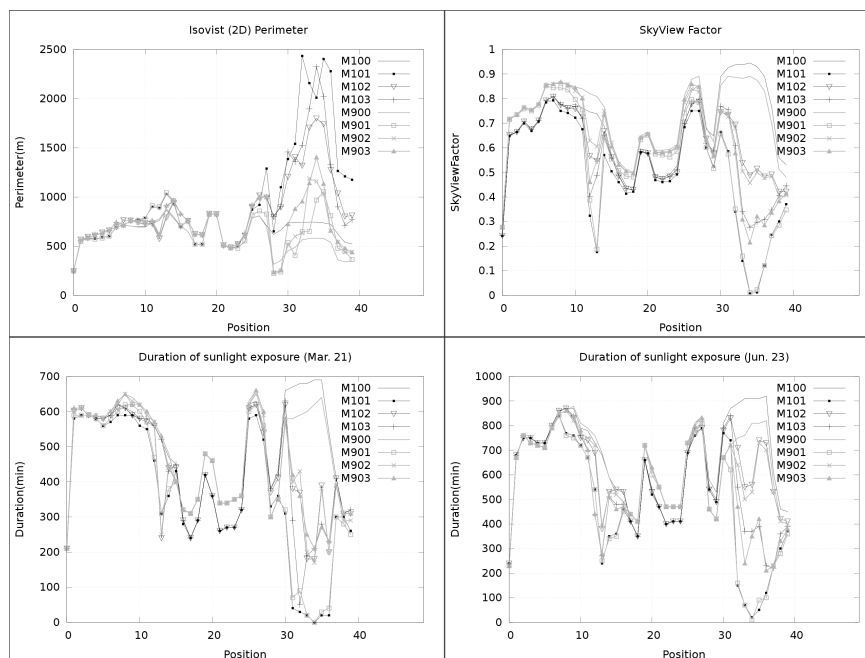 Isovist (2D) Perimeter
Perimeter(m)
2500
2000
1500
1000
500
0
0
10
20
30
40
Position
M100
M101
M102
M103
M900
M901
M902
M903
SkyView Factor
SkyViewFactor
1
0.9
0.8
0.7
0.6
0.5
0.4
0.3
0.2
0.1
0
0
10
20
30
40
Position
M100
M101
M102
M103
M900
M901
M902
M903
Duration of sunlight exposure (Mar. 21)
Duration(min)
700
600
500
400
300
200
100
0
0
10
20
30
40
Position
M100
M101
M102
M103
M900
M901
M902
M903
Duration of sunlight exposure (Jun. 23)
Duration(min)
1000
900
800
700
600
500
400
300
200
100
0
0
10
20
30
40
Position
M100
M101
M102
M103
M900
M901
M902
M903